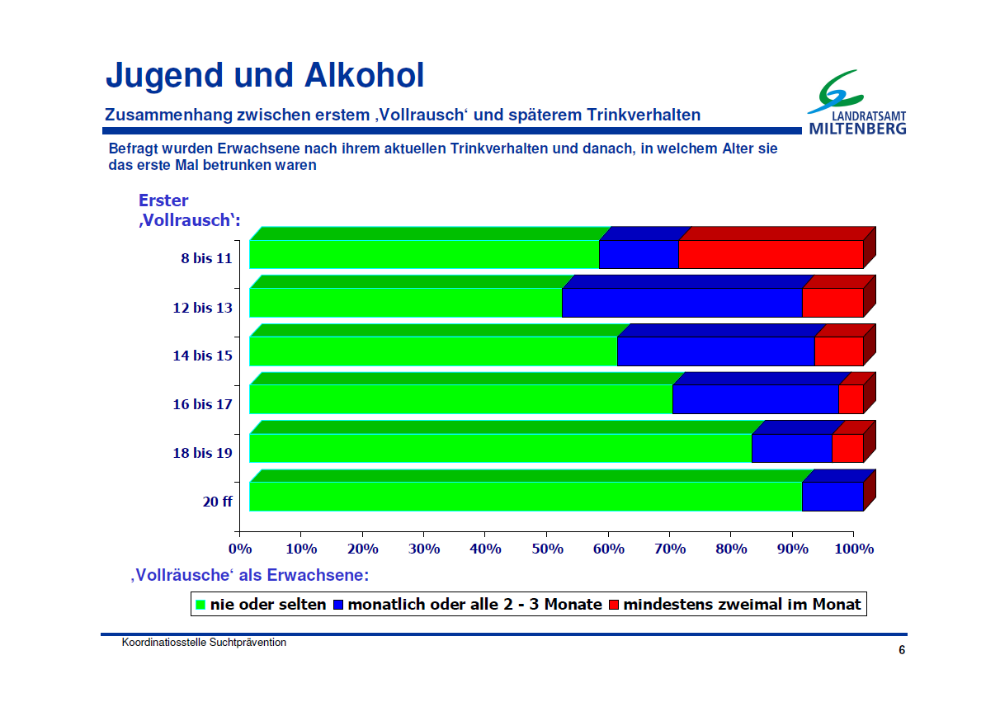 Jugend und Alkohol
Zusammenhang zwischen erstem ‚Vollrausch‘ und späterem Trinkverhalten
LANDRATSAMT
MILTENBERG
Befragt wurden Erwachsene nach ihrem aktuellen Trinkverhalten und danach, in welchem Alter sie
das erste Mal betrunken waren
Erster
‚Vollrausch‘:
8 bis 11
12 bis 13
14 bis 15
16 bis 17
18 bis 19
20 ff
0% 10% 20% 30% 40% 50% 60% 70% 80% 90% 100%
‚Vollräusche‘ als Erwachsene:
nie oder selten monatlich oder alle 2 - 3 Monate mindestens zweimal im Monat
Koordinatiosstelle Suchtprävention
6